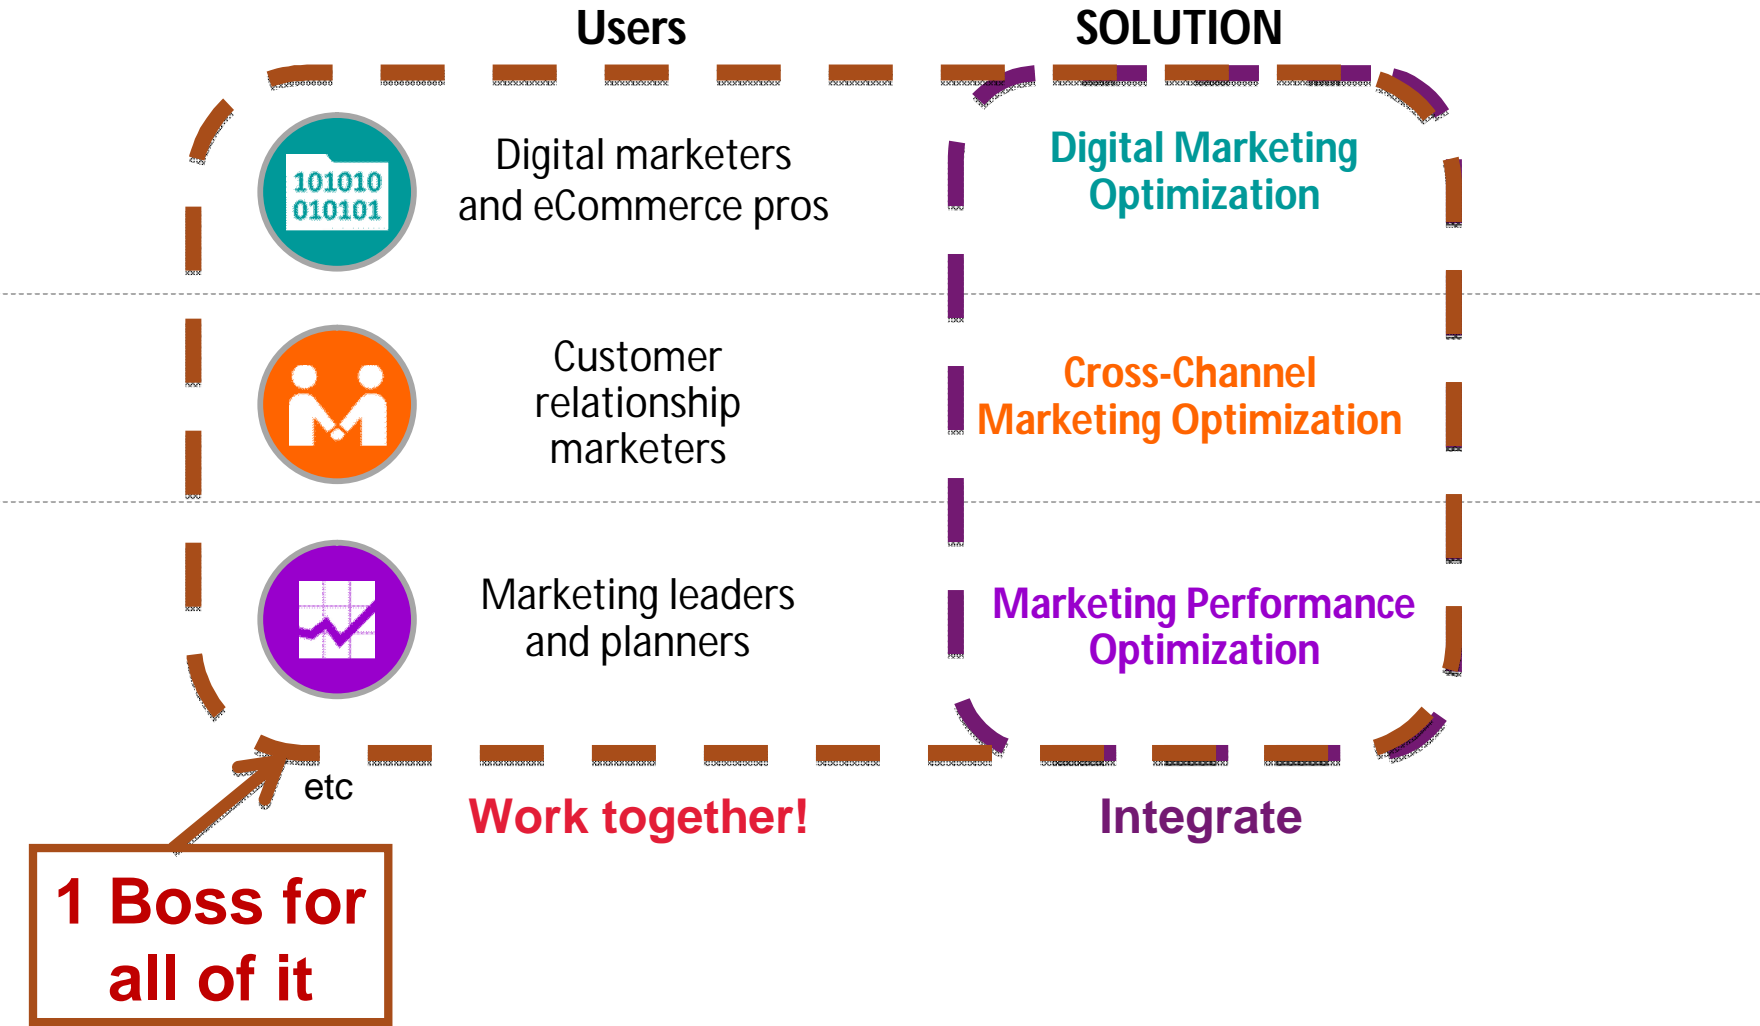 Users
SOLUTION
101010
010101
Digital marketers
and eCommerce pros
Digital Marketing
Optimization
Customer
relationship
marketers
Cross-Channel
Marketing Optimization
Marketing leaders
and planners
Marketing Performance
Optimization
etc
Work together!
Integrate
1 Boss for
all of it